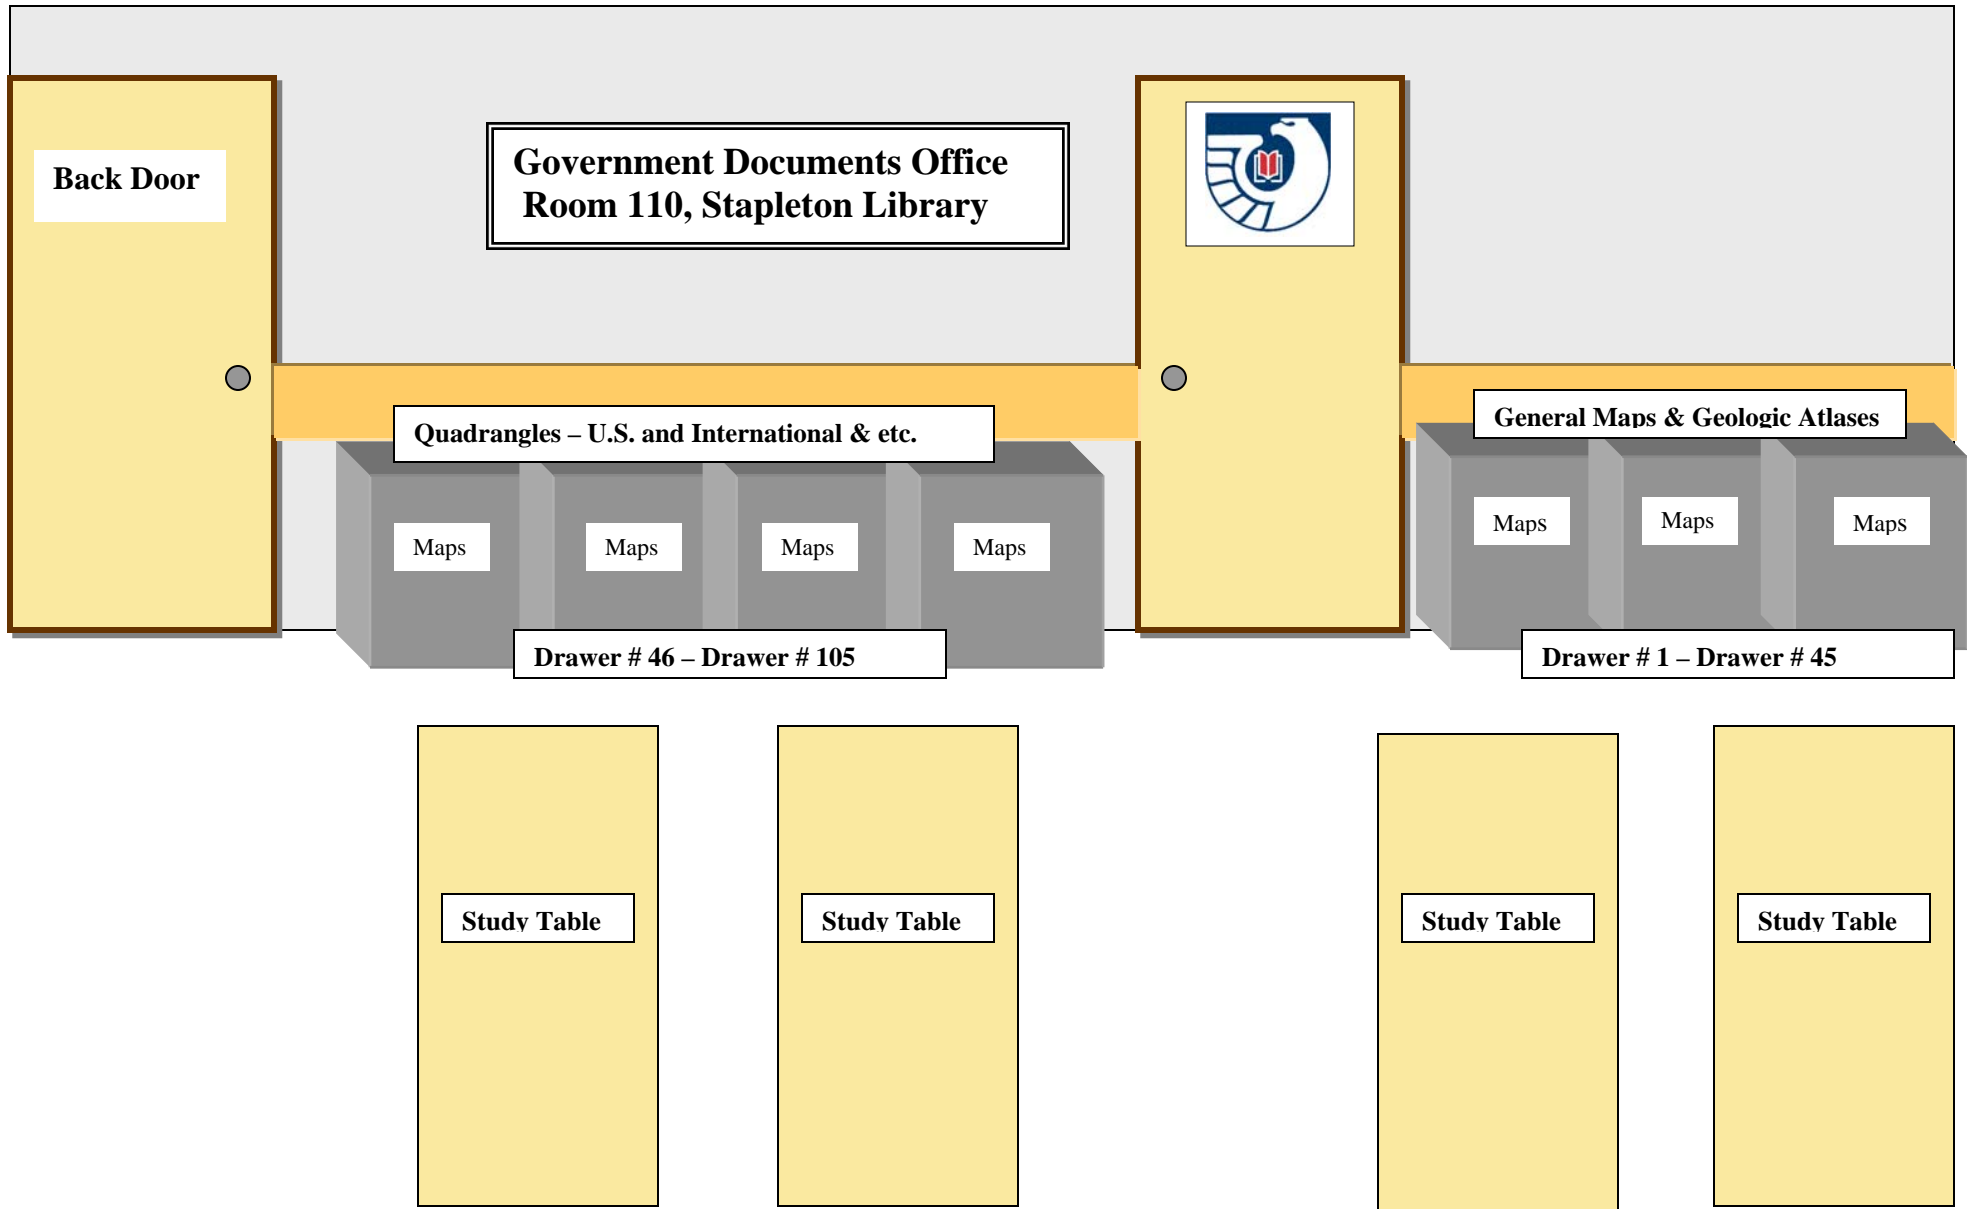 Back Door
Government Documents Office
Room 110, Stapleton Library
Quadrangles – U.S. and International & etc.
General Maps & Geologic Atlases
Maps
Maps
Maps
Maps
Maps
Maps
Maps
Drawer # 46 – Drawer # 105
Drawer # 1 – Drawer # 45
Study Table
Study Table
Study Table
Study Table